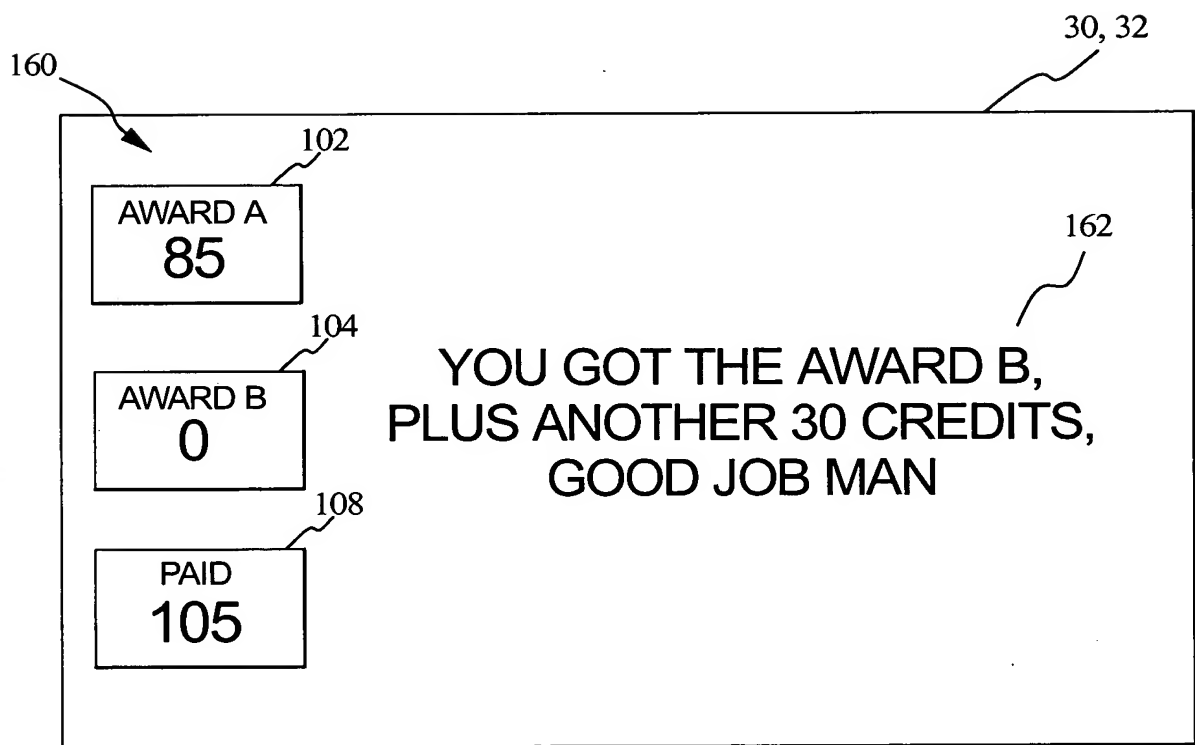 30, 32
160
102
AWARD A
85
162
104
AWARD B
0
YOU GOT THE AWARD B,
PLUS ANOTHER 30 CREDITS,
GOOD JOB MAN
108
PAID
105